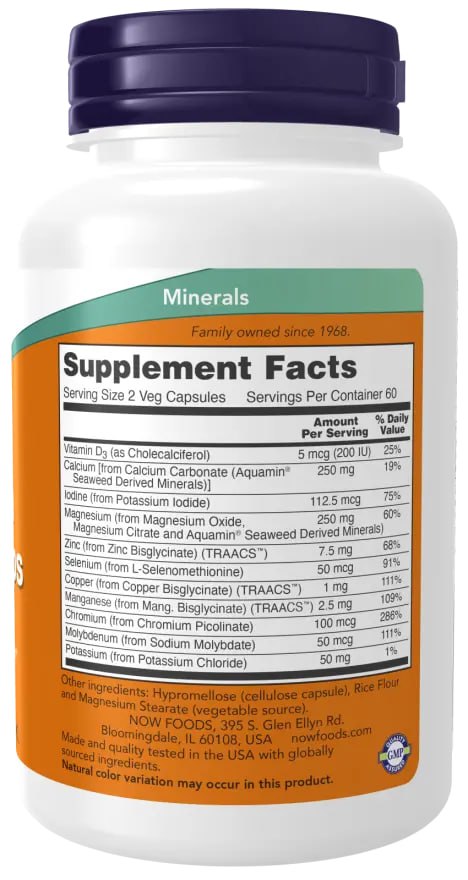 Minerals
Family owned since 1968.
Supplement Facts
Serving Size 2 Veg Capsules Servings Per Container 60
Amount Per Serving % Daily Value
Vitamin D3 (as Cholecalciferol) 5 mcg (200 IU) 25%
Calcium [from Calcium Carbonate (Aquamin® 250 mg 19%
Seaweed Derived Minerals)]
Iodine (from Potassium Iodide) 112.5 mcg 75%
Magnesium (from Magnesium Oxide, 250 mg 60%
Magnesium Citrate and Aquamin® Seaweed Derived Minerals)
Zinc (from Zinc Bisglycinate) (TRAACS™) 7.5 mg 68%
Selenium (from L-Selenomethionine) 50 mcg 91%
Copper (from Copper Bisglycinate) (TRAACS™) 1 mg 111%
Manganese (from Mang. Bisglycinate) (TRAACS™) 2.5 mg 109%
Chromium (from Chromium Picolinate) 100 mcg 286%
Molybdenum (from Sodium Molybdate) 50 mcg 111%
Potassium (from Potassium Chloride) 50 mg 1%
Other ingredients: Hypromellose (cellulose capsule), Rice Flour
and Magnesium Stearate (vegetable source).
NOW FOODS, 395 S. Glen Ellyn Rd.
Bloomingdale, IL 60108, USA nowfoods.com
Made and quality tested in the USA with globally
sourced ingredients.
Natural color variation may occur in this product.
QUALITY
GMP
ASSURED